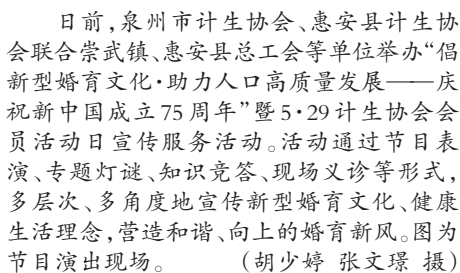 日前,泉州市计生协会、惠安县计生协
会联合崇武镇、惠安县总工会等单位举办“倡
新型婚育文化·助力人口高质量发展——庆
祝新中国成立75周年”暨5·29计生协会会
员活动日宣传服务活动。活动通过节目表
演、专题灯谜、知识竞答、现场义诊等形式,
多层次、多角度地宣传新型婚育文化、健康
生活理念,营造和谐、向上的婚育新风。图为
节目演出现场。 (胡少婷 张文璟 摄)